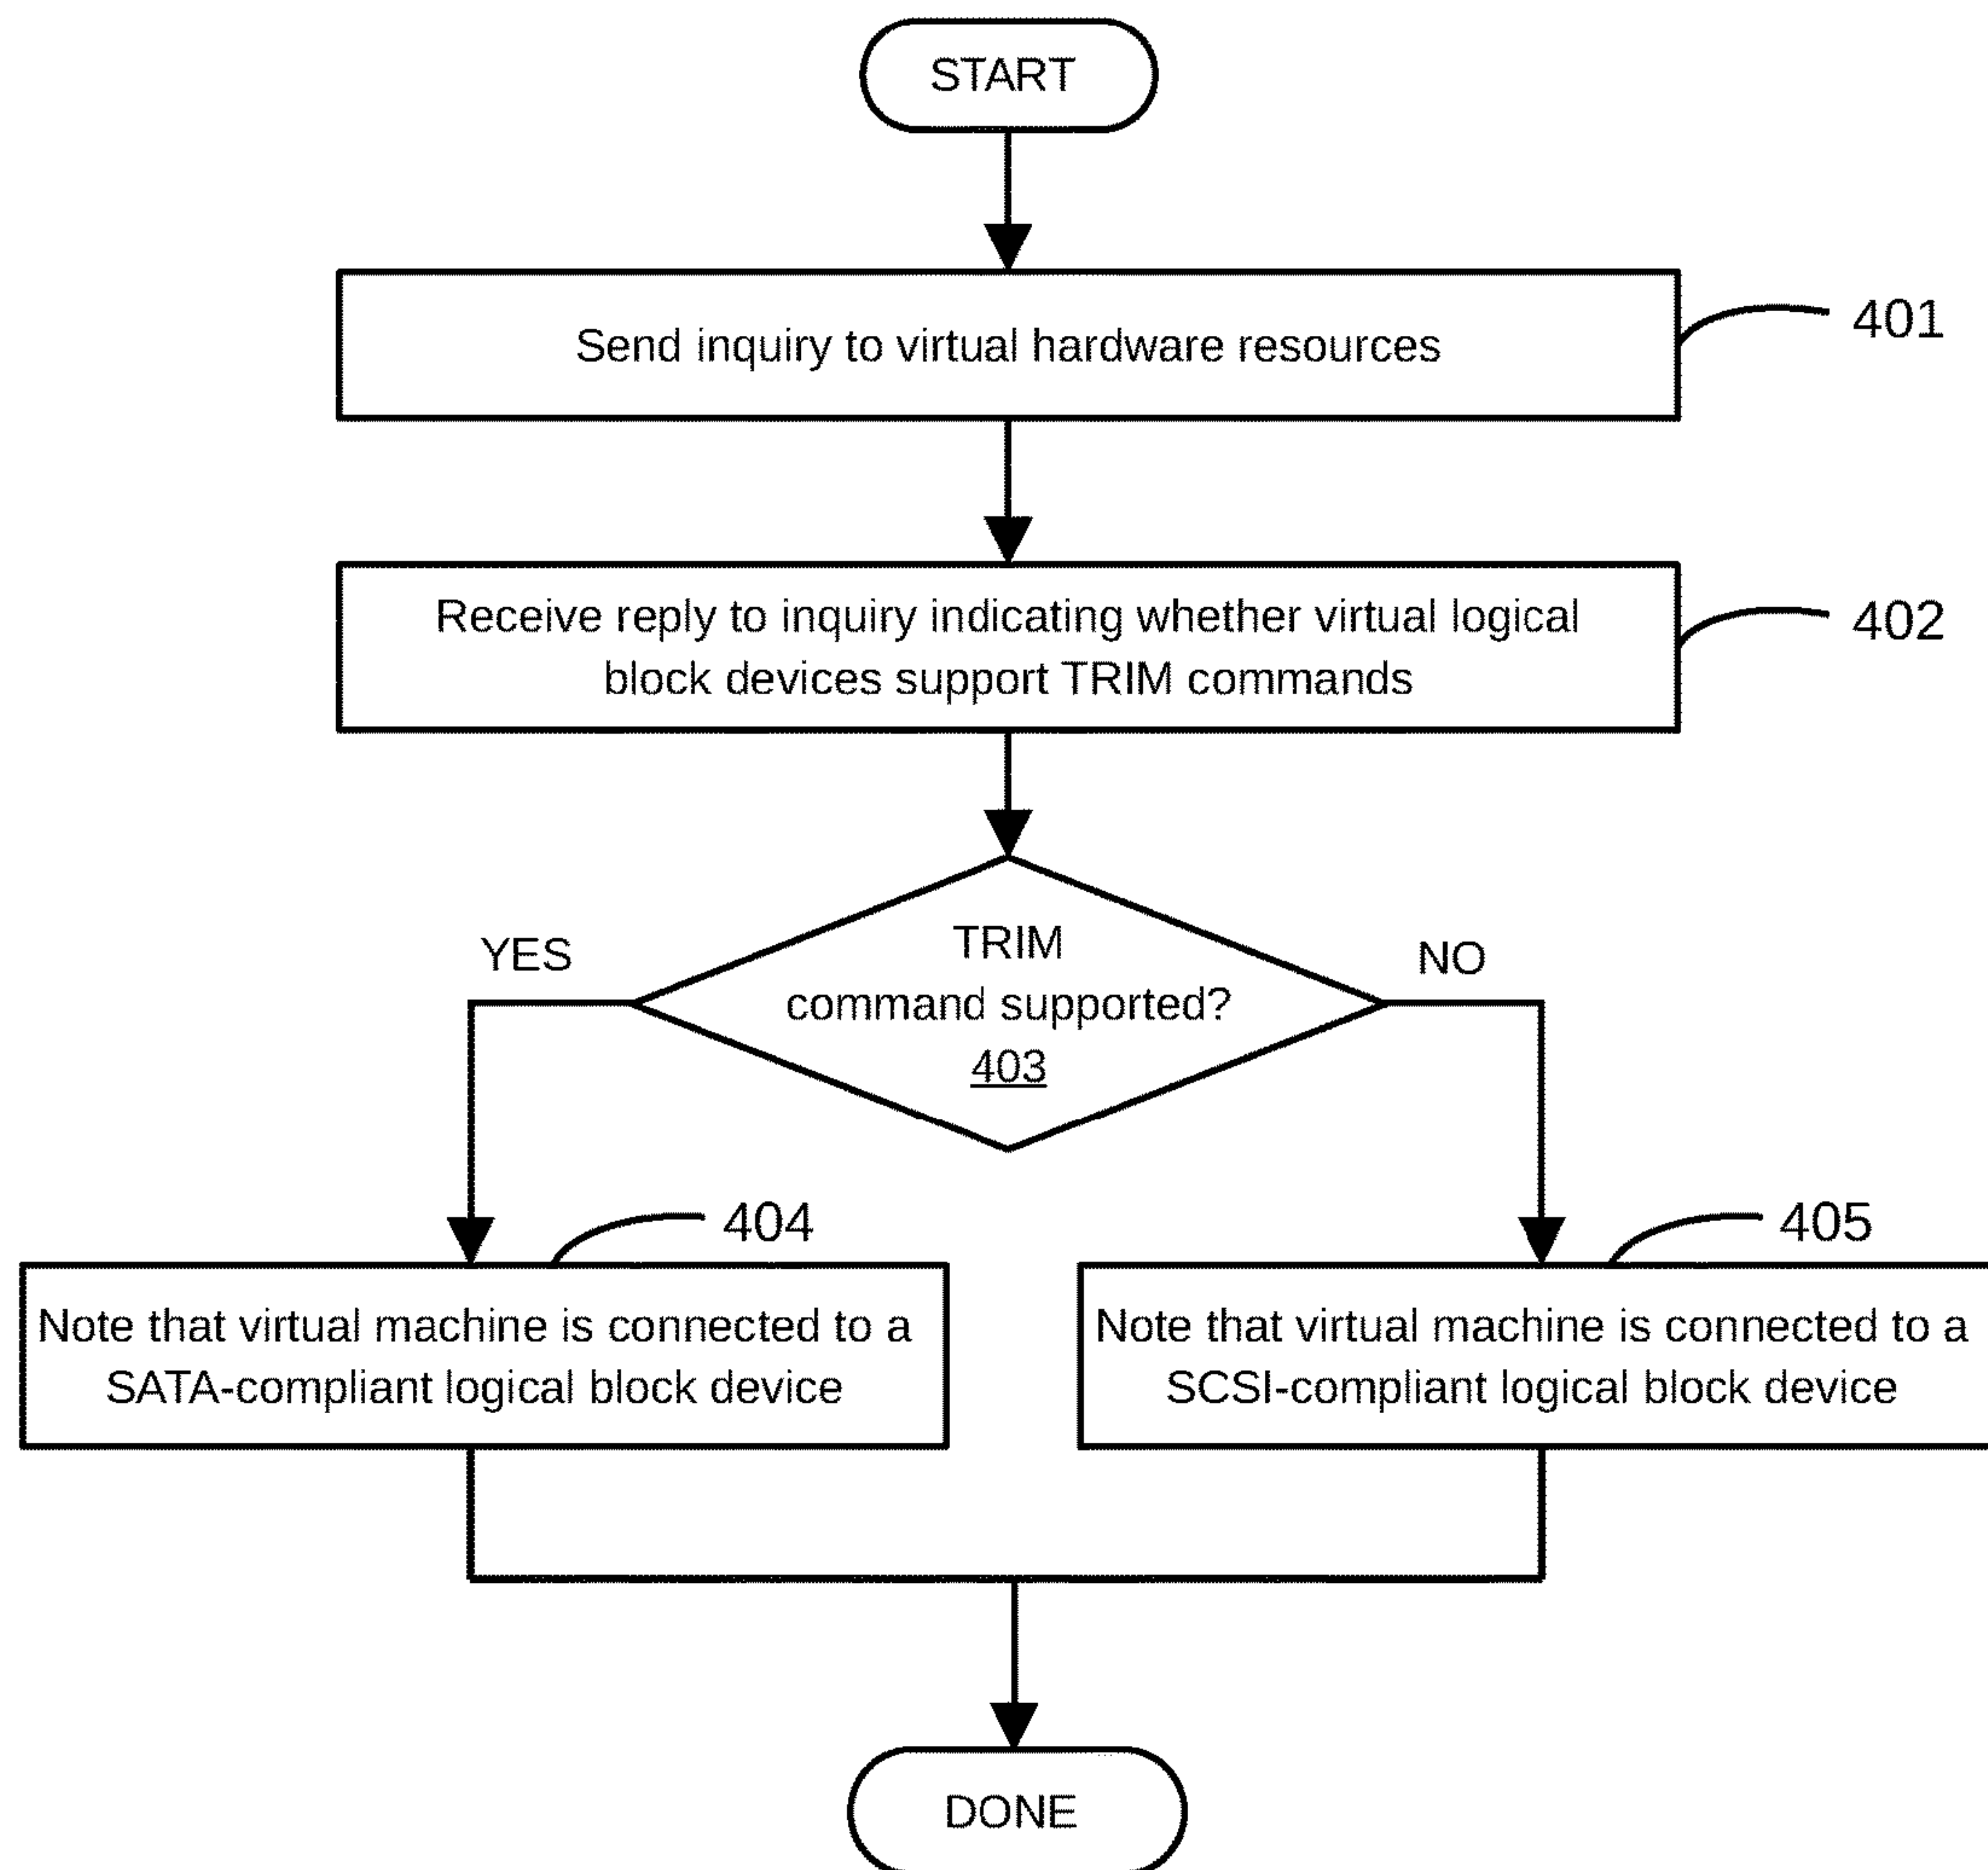 START
Send inquiry to virtual hardware resources
401
Receive reply to inquiry indicating whether virtual logical
block devices support TRIM commands
402
YES
TRIM
command supported?
403
NO
404
405
Note that virtual machine is connected to a
SATA-compliant logical block device
Note that virtual machine is connected to a
SCSI-compliant logical block device
DONE